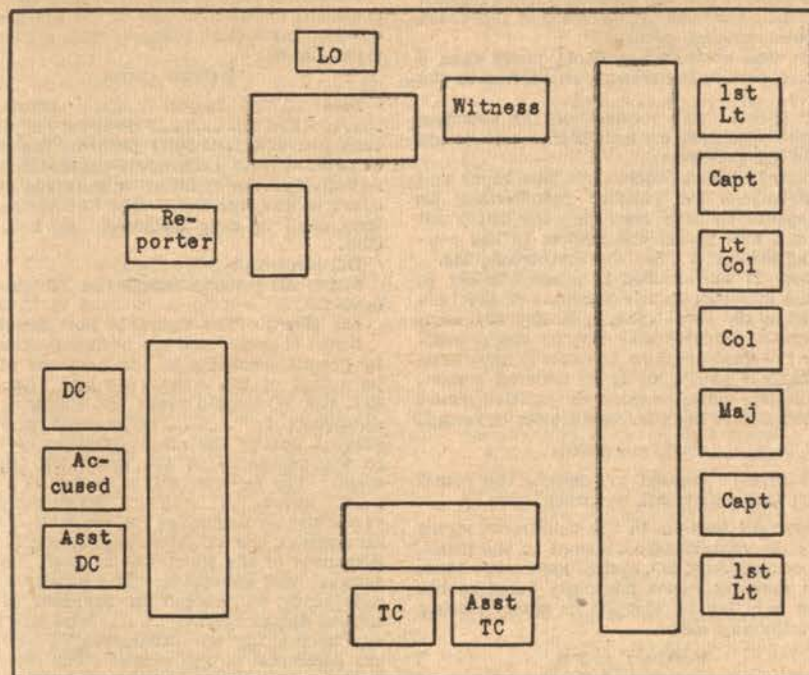 LO
Witness
1st
Lt
Capt
Re-
porter
Lt
Col
Col
DC
Maj
Ac-
cused
Capt
Asst
DC
TC
Asst
TC
1st
Lt